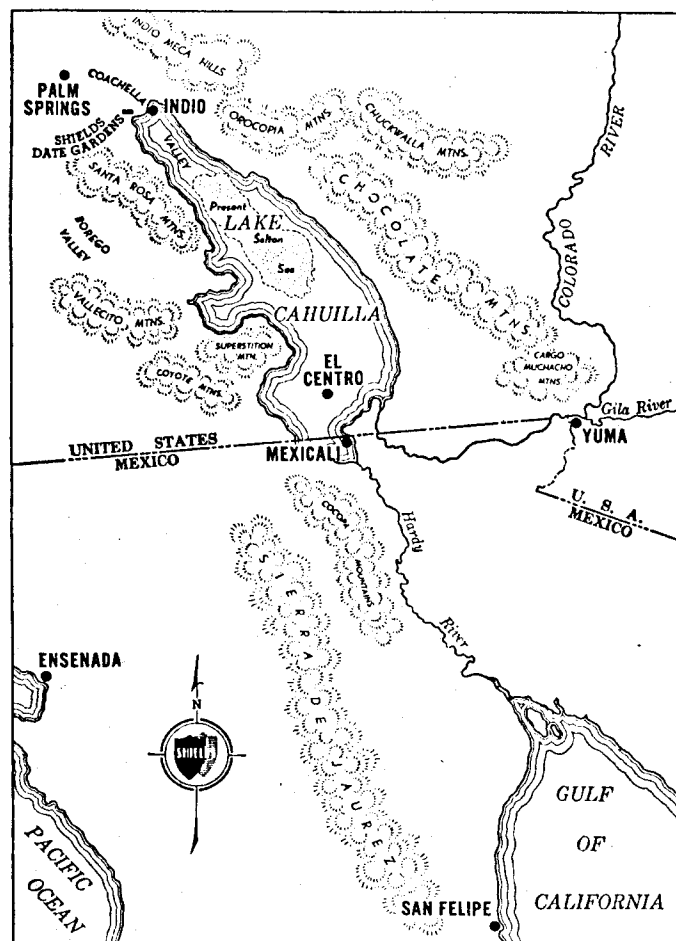 INDIO MECA HILLS
PALM
SPRINGS
COACHELLA
VALLEY
INDIO
SHIELDS
DATE GARDENS
OROCOPIA MTNS.
CHUCKWALLA MTNS.
RIVER
COLORADO
SANTA ROSA MTNS.
Present
LAKE
Salton
Sea
CHOCOLATE MTNS.
BOREGO
VALLEY
CAHUILLA
VALLECITO MTNS.
SUPERSTITION
MTN.
COYOTE MTNS.
EL
CENTRO
CARGO
MUCHACHO
MTNS.
Gila River
YUMA
UNITED STATES
MEXICO
MEXICALI
U. S. A.
MEXICO
COCOPA
MOUNTAINS
Hardy
River
SIERRA DE JAUREZ
ENSENADA
N
SHIELDS
GULF
OF
CALIFORNIA
PACIFIC
OCEAN
SAN FELIPE